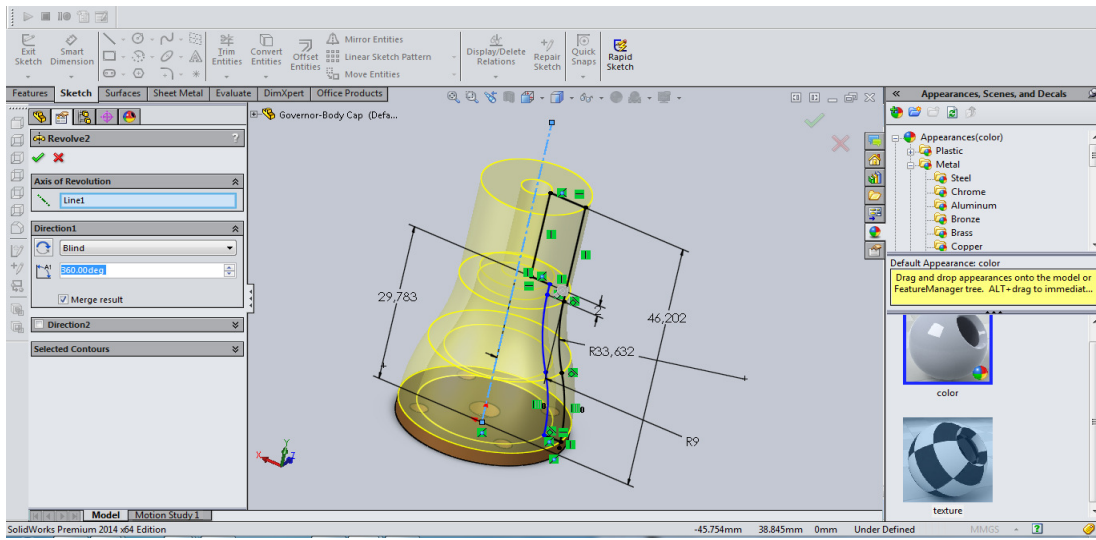 Exit Sketch
Smart Dimension
Trim Entities
Convert Entities
Offset Entities
Mirror Entities
Linear Sketch Pattern
Move Entities
Display/Delete Relations
Repair Sketch
Quick Snaps
Rapid Sketch
Features Sketch Surfaces Sheet Metal Evaluate DimXpert Office Products
Governor-Body Cap (Defa...
Revolve2 ?
Axis of Revolution
Line1
Direction1
Blind
360.00deg
Merge result
Direction2
Selected Contours
29,783
2
46,202
R33,632
R9
Y
X
Z
Appearances, Scenes, and Decals
Appearances(color)
Plastic
Metal
Steel
Chrome
Aluminum
Bronze
Brass
Copper
Default Appearance: color
Drag and drop appearances onto the model or
FeatureManager tree. ALT+drag to immediat...
color
texture
Model Motion Study 1
SolidWorks Premium 2014 x64 Edition -45.754mm 38.845mm 0mm Under Defined MMGS ?